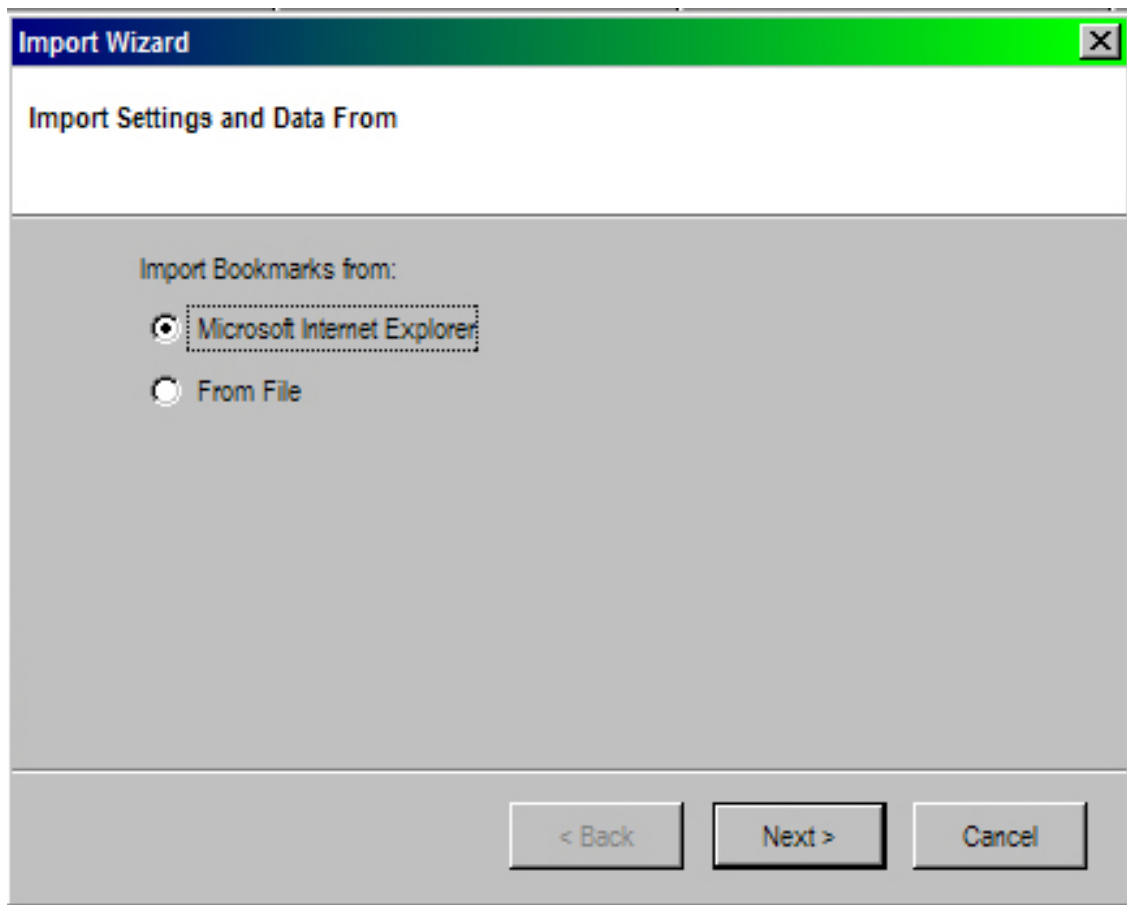 Import Wizard
Import Settings and Data From
Import Bookmarks from:
Microsoft Internet Explorer
From File
< Back
Next >
Cancel